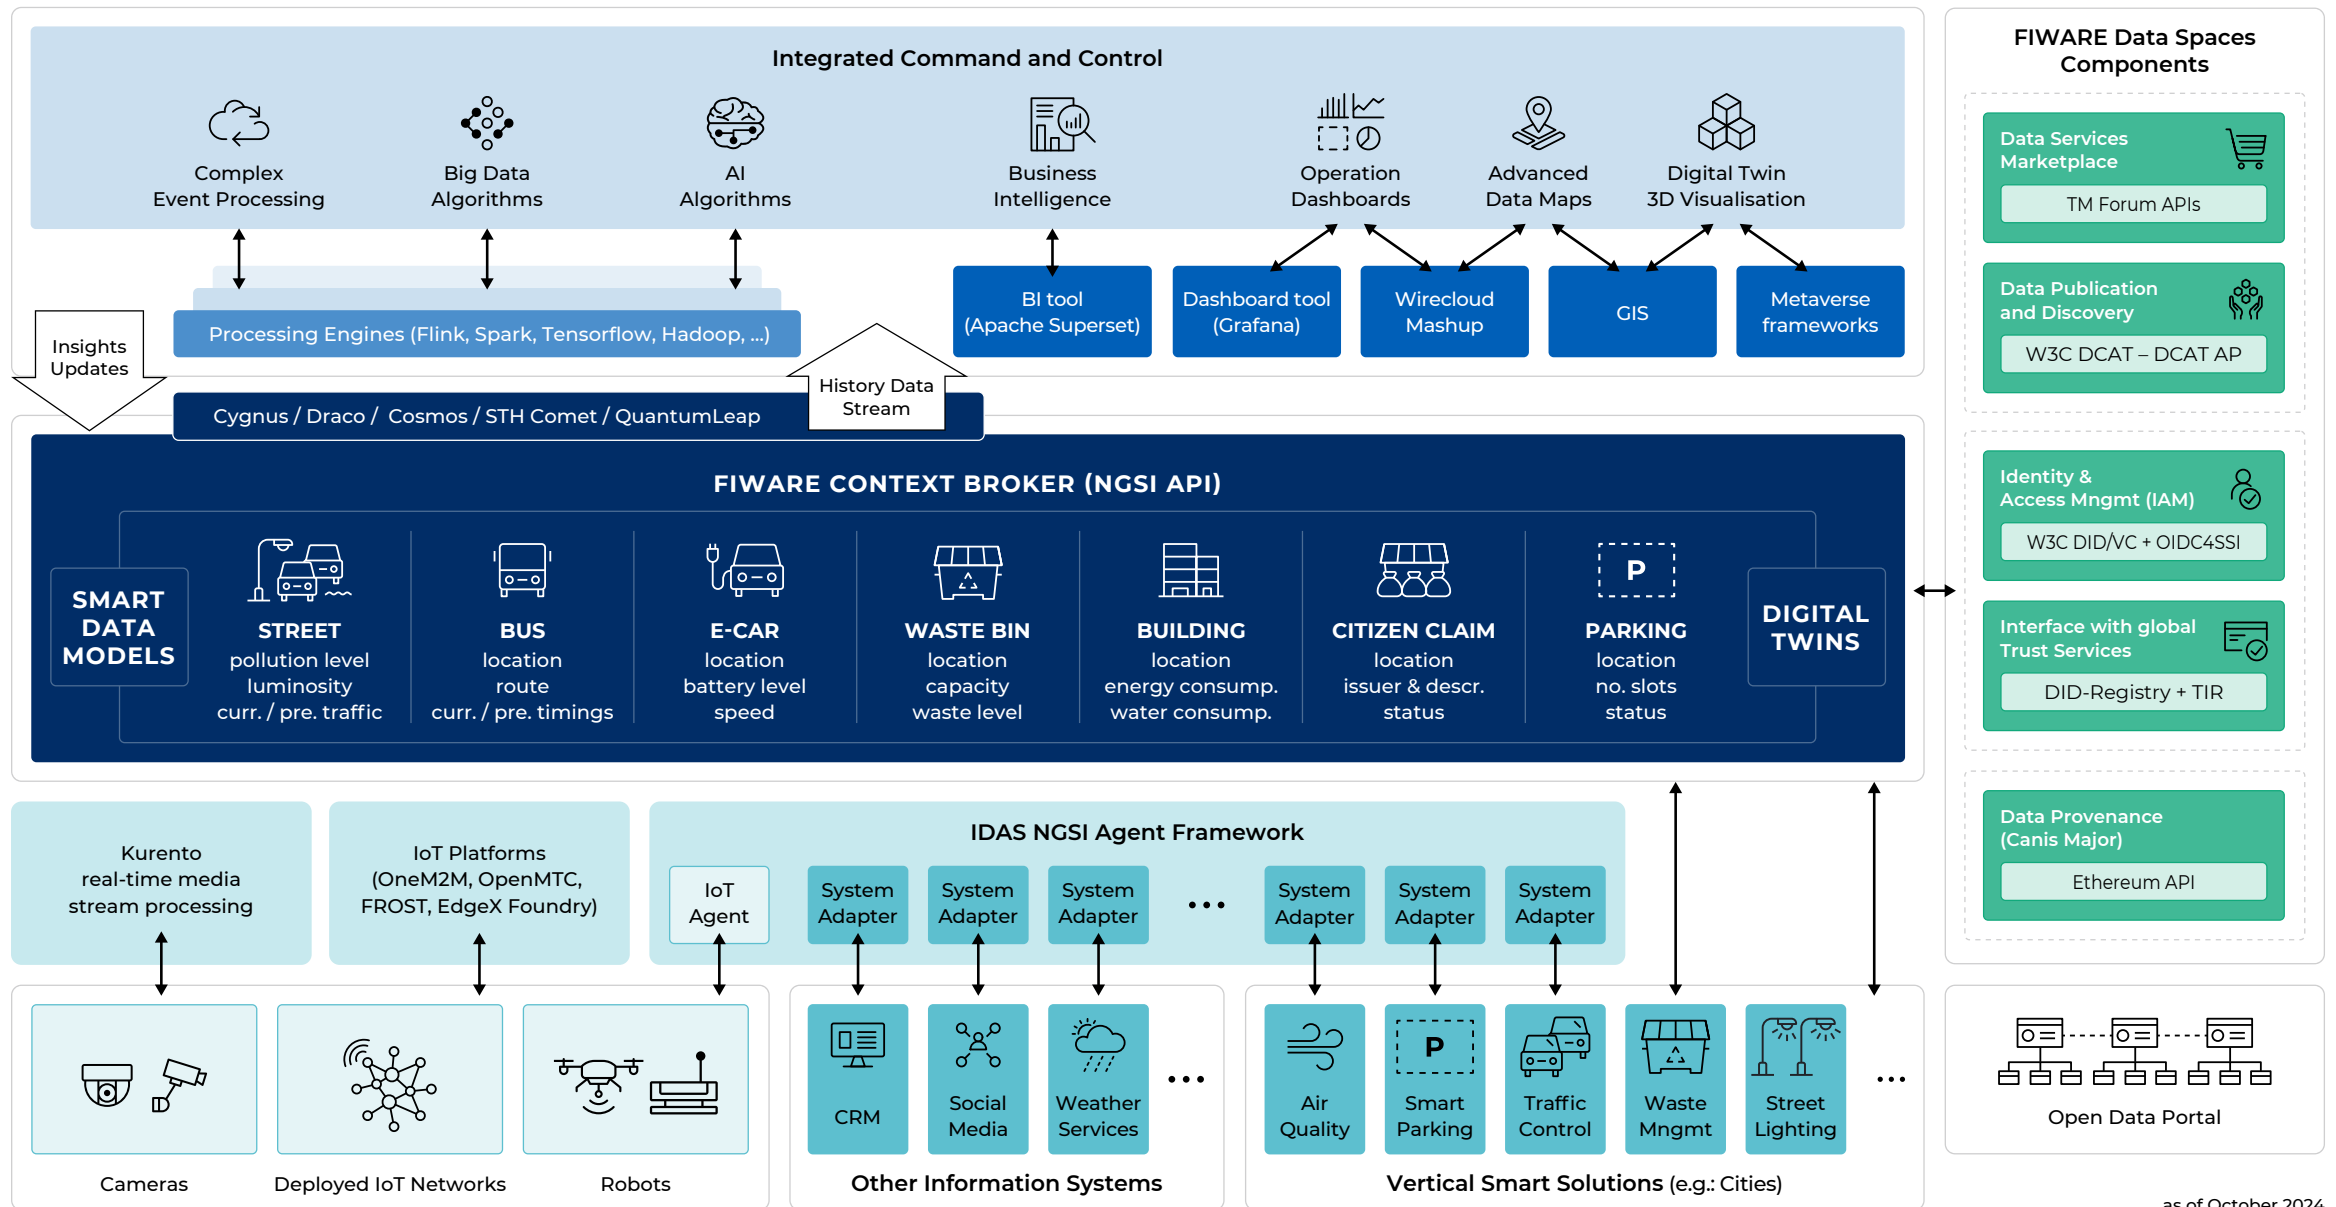 Integrated Command and Control
Complex
Event Processing
Big Data
Algorithms
AI
Algorithms
Business
Intelligence
Operation
Dashboards
Advanced
Data Maps
Digital Twin
3D Visualisation
Processing Engines (Flink, Spark, Tensorflow, Hadoop, ...)
BI tool
(Apache Superset)
Dashboard tool
(Grafana)
Wirecloud
Mashup
GIS
Metaverse
frameworks
Insights
Updates
History Data
Stream
Cygnus / Draco / Cosmos / STH Comet / QuantumLeap
FIWARE CONTEXT BROKER (NGSI API)
SMART
DATA
MODELS
STREET
pollution level
luminosity
curr. / pre. traffic
BUS
location
route
curr. / pre. timings
E-CAR
location
battery level
speed
WASTE BIN
location
capacity
waste level
BUILDING
location
energy consump.
water consump.
CITIZEN CLAIM
location
issuer & descr.
status
P
PARKING
location
no. slots
status
DIGITAL
TWINS
Kurento
real-time media
stream processing
IoT Platforms
(OneM2M, OpenMTC,
FROST, EdgeX Foundry)
IDAS NGSI Agent Framework
IoT
Agent
System
Adapter
System
Adapter
System
Adapter
...
System
Adapter
System
Adapter
System
Adapter
Cameras
Deployed IoT Networks
Robots
CRM
Social
Media
Weather
Services
...
Other Information Systems
Air
Quality
P
Smart
Parking
Traffic
Control
Waste
Mngmt
Street
Lighting
...
Vertical Smart Solutions (e.g.: Cities)
FIWARE Data Spaces
Components
Data Services
Marketplace
TM Forum APIs
Data Publication
and Discovery
W3C DCAT – DCAT AP
Identity &
Access Mngmt (IAM)
W3C DID/VC + OIDC4SSI
Interface with global
Trust Services
DID-Registry + TIR
Data Provenance
(Canis Major)
Ethereum API
Open Data Portal
as of October 2024